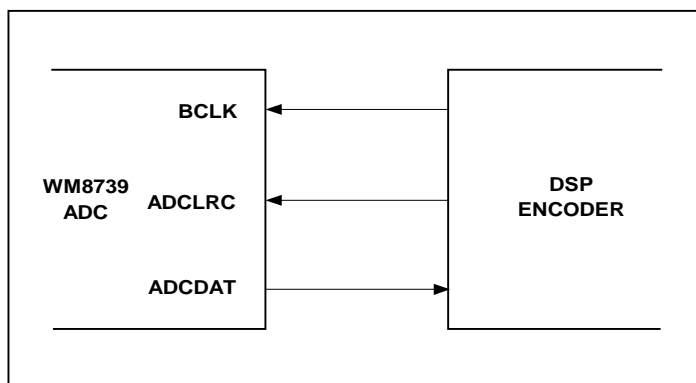 BCLK
WM8739
ADC
ADCLRC
ADCDAT
DSP
ENCODER